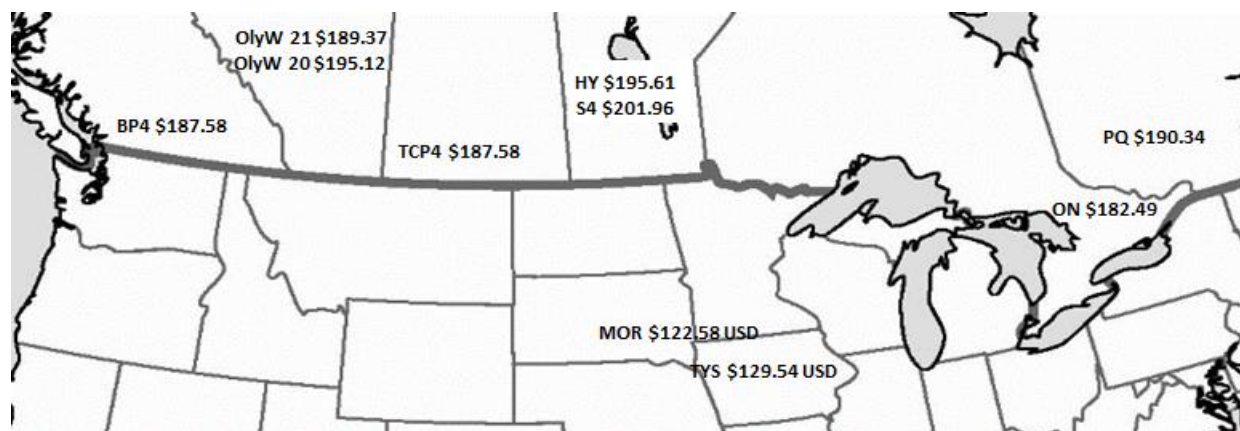 OlyW 21 $189.37
OlyW 20 $195.12
HY $195.61
S4 $201.96
BP4 $187.58
TCP4 $187.58
PQ $190.34
ON $182.49
MOR $122.58 USD
TYS $129.54 USD